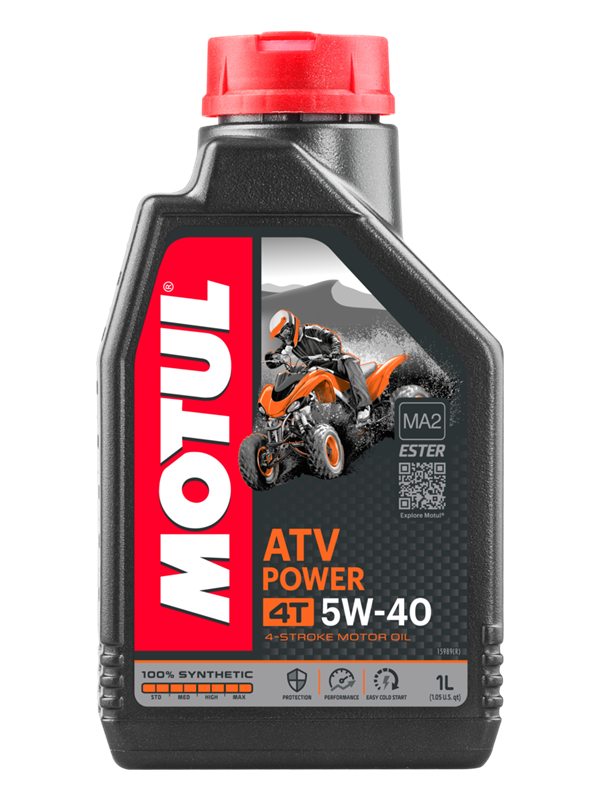 MOTUL®
MA2
ESTER
Explore Motul®
ATV
POWER
4T 5W-40
4-STROKE MOTOR OIL
15989(R)
100% SYNTHETIC
STD MED HIGH MAX
PROTECTION PERFORMANCE EASY COLD START
1L
(1.05 U.S. qt)